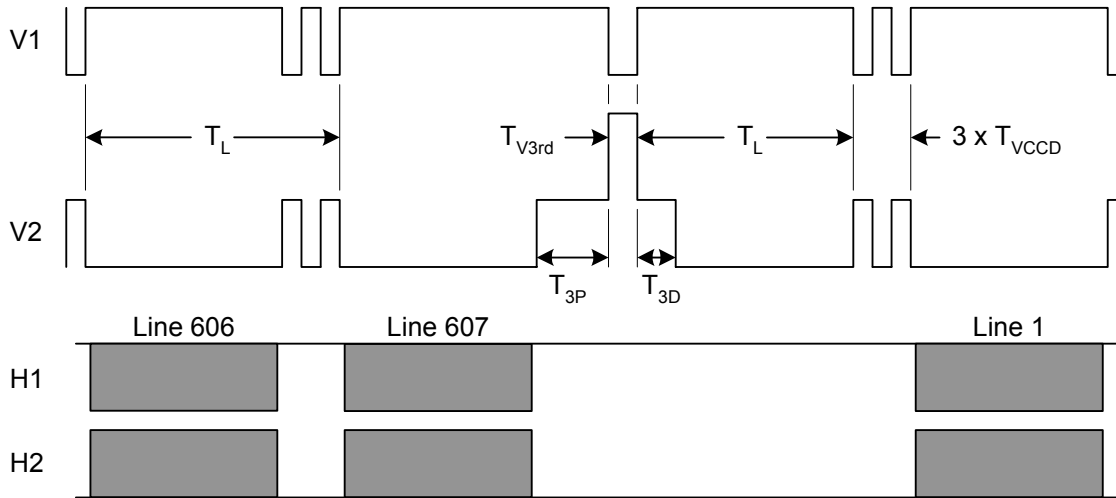 V1
T_L T_V3rd T_L 3 x T_VCCD
V2
T_3P T_3D
Line 606 Line 607 Line 1
H1
H2